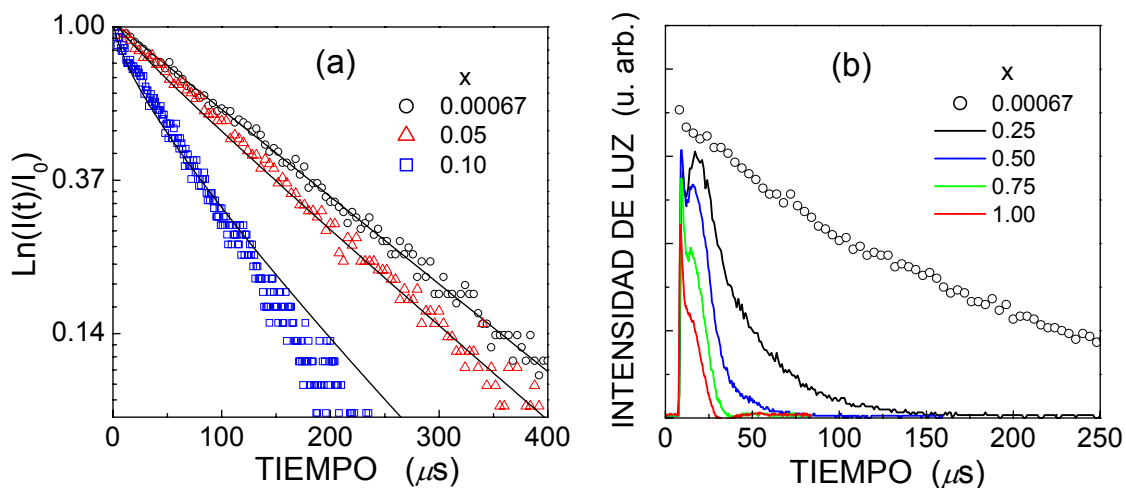 (a)
x
0.00067
0.05
0.10
Ln(I(t)/I₀)
1.00
0.37
0.14
0
100
200
300
400
TIEMPO (μs)
(b)
x
0.00067
0.25
0.50
0.75
1.00
INTENSIDAD DE LUZ (u. arb.)
0
50
100
150
200
250
TIEMPO (μs)